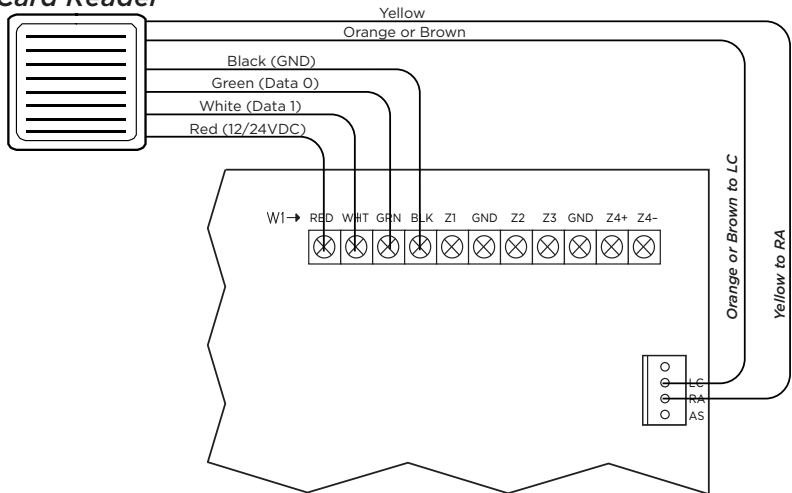 Card Reader
Yellow
Orange or Brown
Black (GND)
Green (Data 0)
White (Data 1)
Red (12/24VDC)
W1 → RED WHT GRN BLK Z1 GND Z2 Z3 GND Z4+ Z4–
Orange or Brown to LC
Yellow to RA
LC
RA
AS